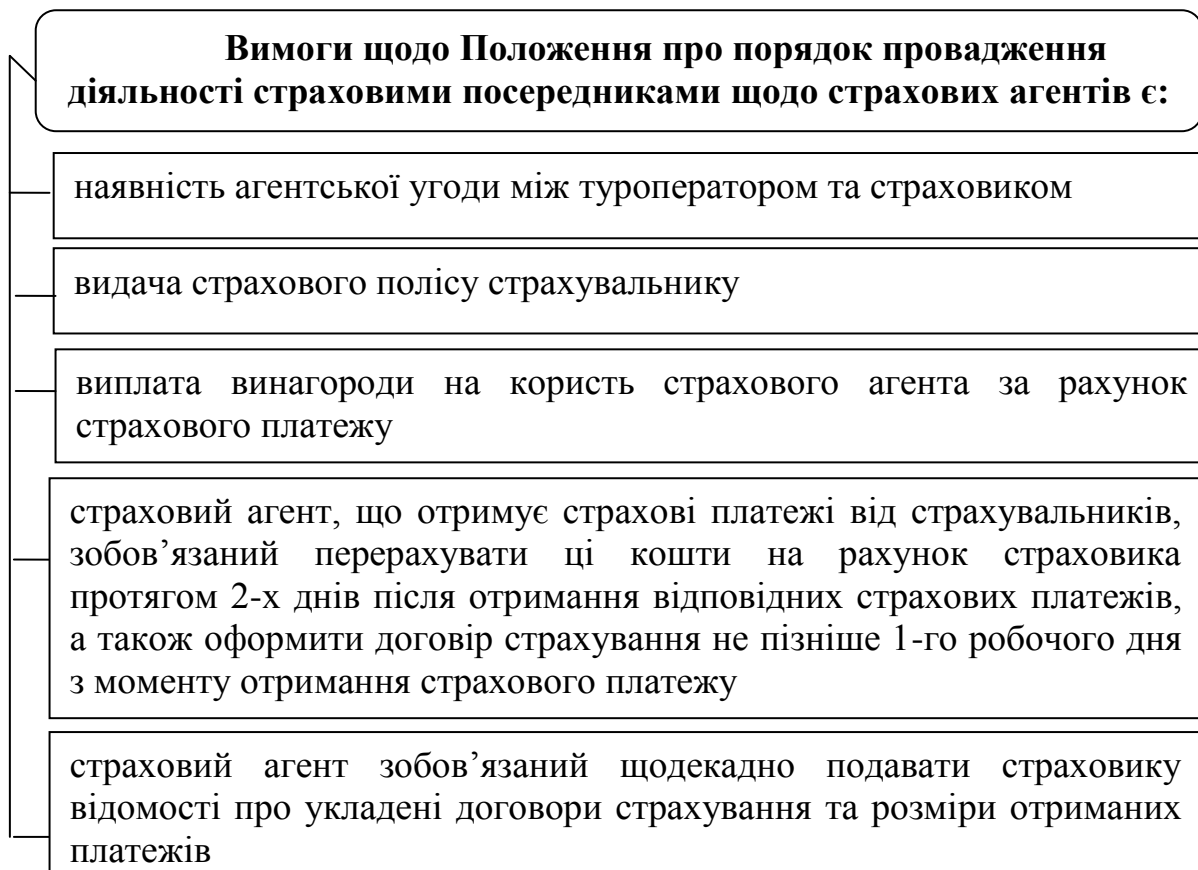 Вимоги щодо Положення про порядок провадження
діяльності страховими посередниками щодо страхових агентів є:
наявність агентської угоди між туроператором та страховиком
видача страхового полісу страхувальнику
виплата винагороди на користь страхового агента за рахунок
страхового платежу
страховий агент, що отримує страхові платежі від страхувальників,
зобов’язаний перерахувати ці кошти на рахунок страховика
протягом 2-х днів після отримання відповідних страхових платежів,
а також оформити договір страхування не пізніше 1-го робочого дня
з моменту отримання страхового платежу
страховий агент зобов’язаний щодекадно подавати страховику
відомості про укладені договори страхування та розміри отриманих
платежів